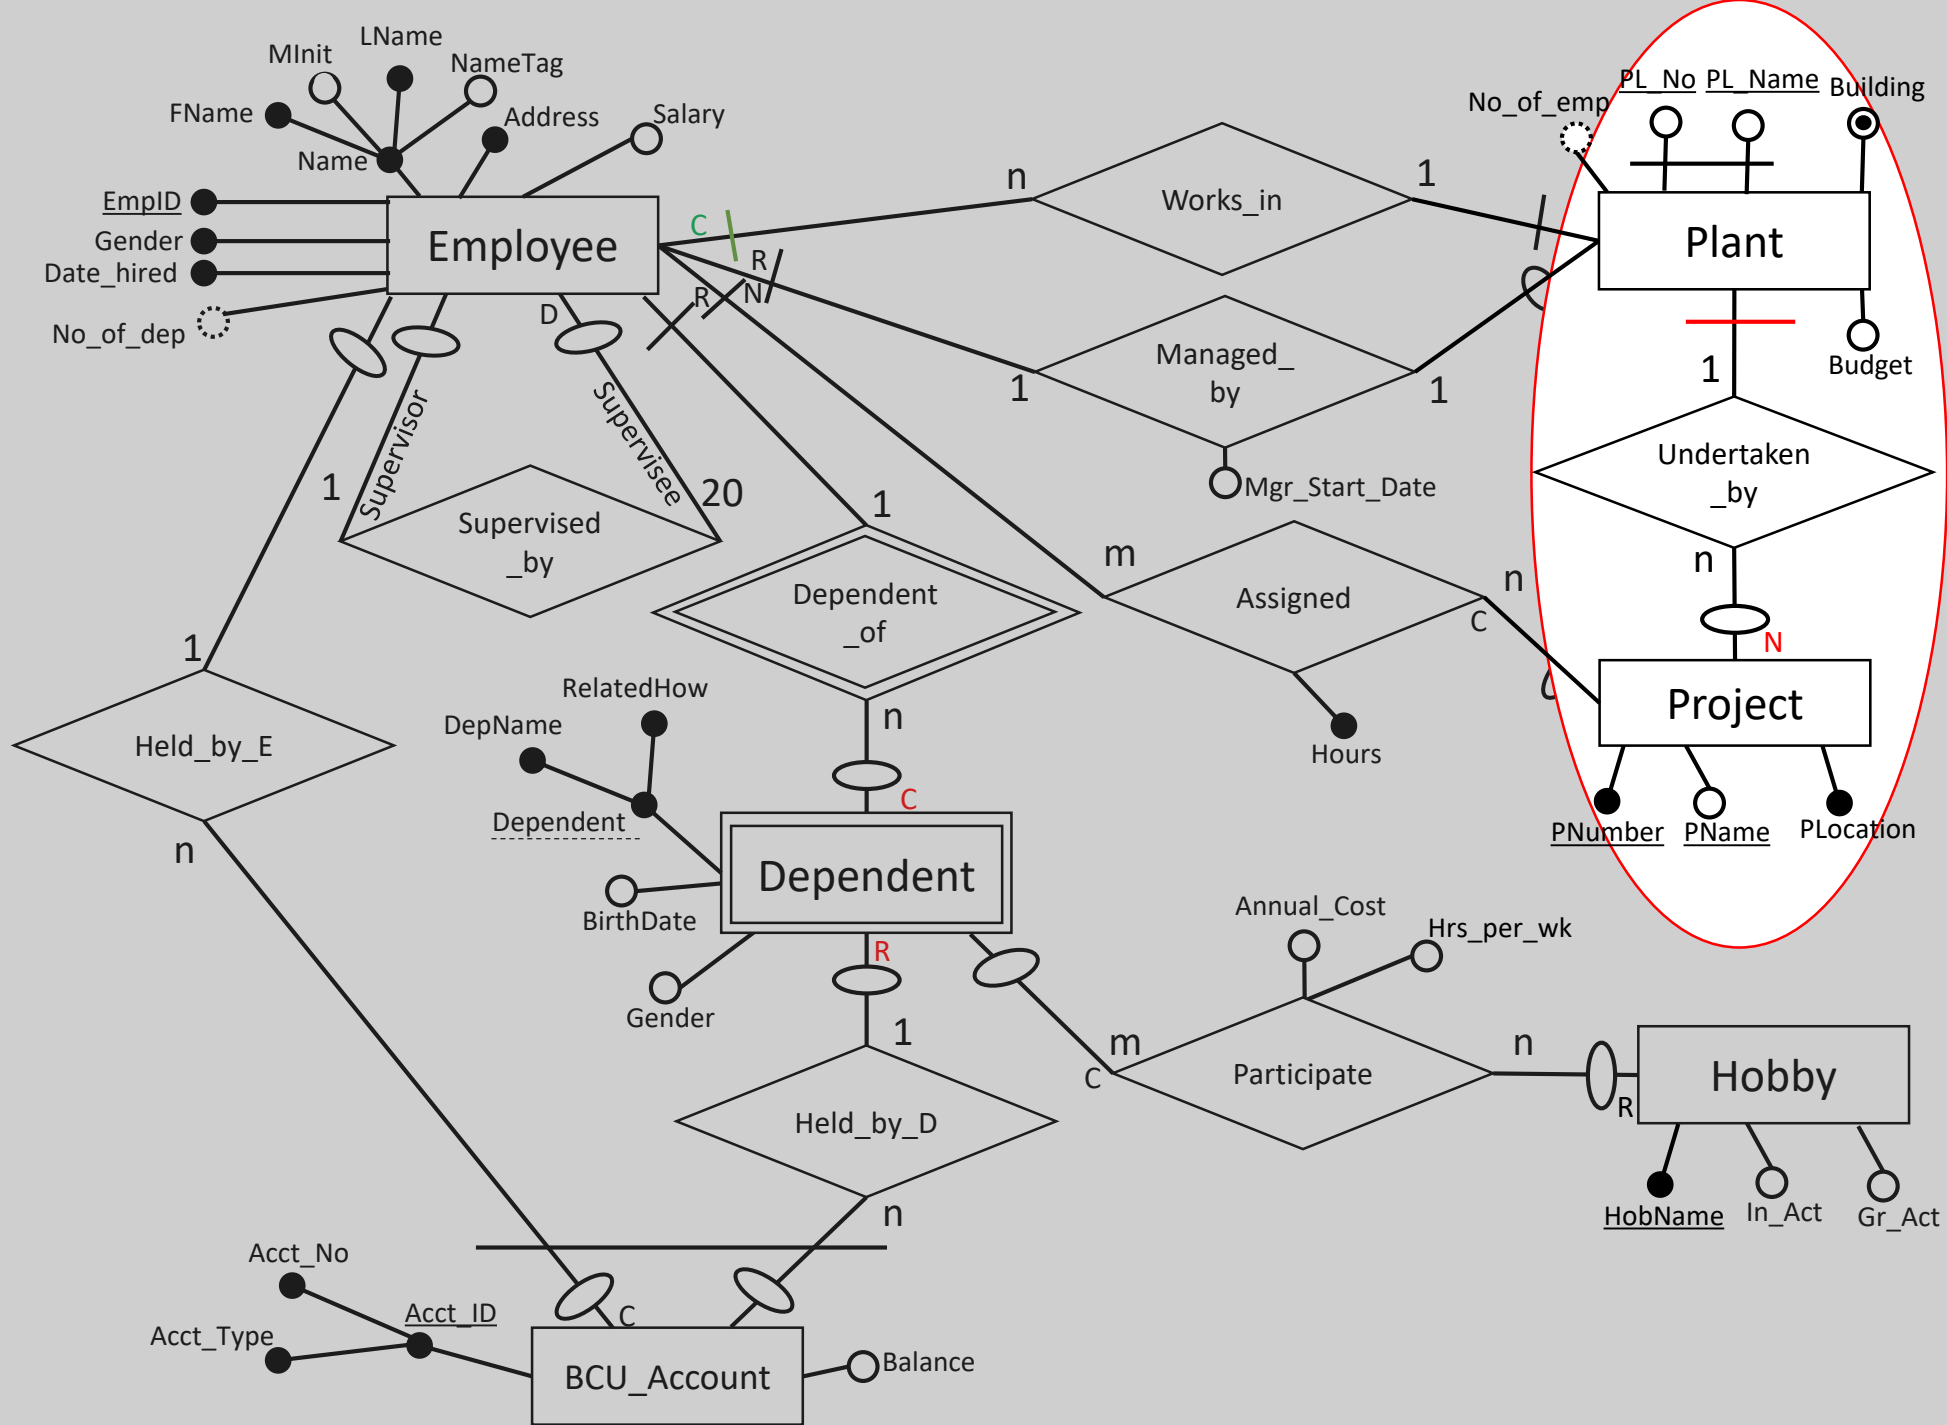 LName
MInit
NameTag
FName
Address
Salary
Name
EmpID
Gender
Date_hired
No_of_dep
Employee
D
C
R
R
N
n
Works_in
1
Managed_
by
1
1
Mgr_Start_Date
No_of_emp
PL_No
PL_Name
Building
Plant
Budget
1
Undertaken
_by
n
N
Project
PNumber
PName
PLocation
Supervisor
Supervisee
1
20
Supervised
_by
1
Dependent
_of
n
C
m
Assigned
n
C
Hours
1
Held_by_E
n
RelatedHow
DepName
Dependent
BirthDate
Gender
Dependent
R
1
Held_by_D
n
Annual_Cost
Hrs_per_wk
m
C
Participate
n
R
Hobby
HobName
In_Act
Gr_Act
Acct_No
Acct_Type
Acct_ID
C
BCU_Account
Balance